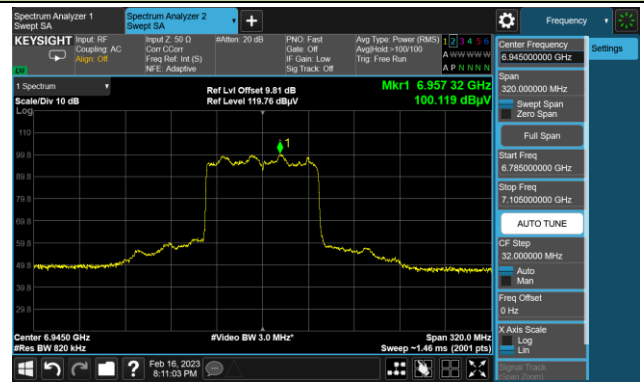 Spectrum Analyzer 1
Swept SA
Spectrum Analyzer 2
Swept SA
Frequency
KEYSIGHT
Input: RF
Coupling: AC
Align: Off
Input Z: 50 Ω
Corr CCorr
Freq Ref: Int (S)
NFE: Adaptive
#Atten: 20 dB
PNO: Fast
Gate: Off
IF Gain: Low
Sig Track: Off
Avg Type: Power (RMS)
Avg|Hold >100/100
Trig: Free Run
1 2 3 4 5 6
A W W W W W
A P N N N N
1 Spectrum
Scale/Div 10 dB
Log
Ref Lvl Offset 9.81 dB
Ref Level 119.76 dBµV
Mkr1 6.957 32 GHz
100.119 dBµV
1
110
99.8
89.8
79.8
69.8
59.8
49.8
39.8
29.8
Center 6.9450 GHz
#Res BW 820 kHz
#Video BW 3.0 MHz*
Span 320.0 MHz
Sweep ~1.46 ms (2001 pts)
Feb 16, 2023
8:11:03 PM
Center Frequency
6.945000000 GHz
Settings
Span
320.000000 MHz
Swept Span
Zero Span
Full Span
Start Freq
6.785000000 GHz
Stop Freq
7.105000000 GHz
AUTO TUNE
CF Step
32.000000 MHz
Auto
Man
Freq Offset
0 Hz
X Axis Scale
Log
Lin
Signal Track
(Span Zoom)